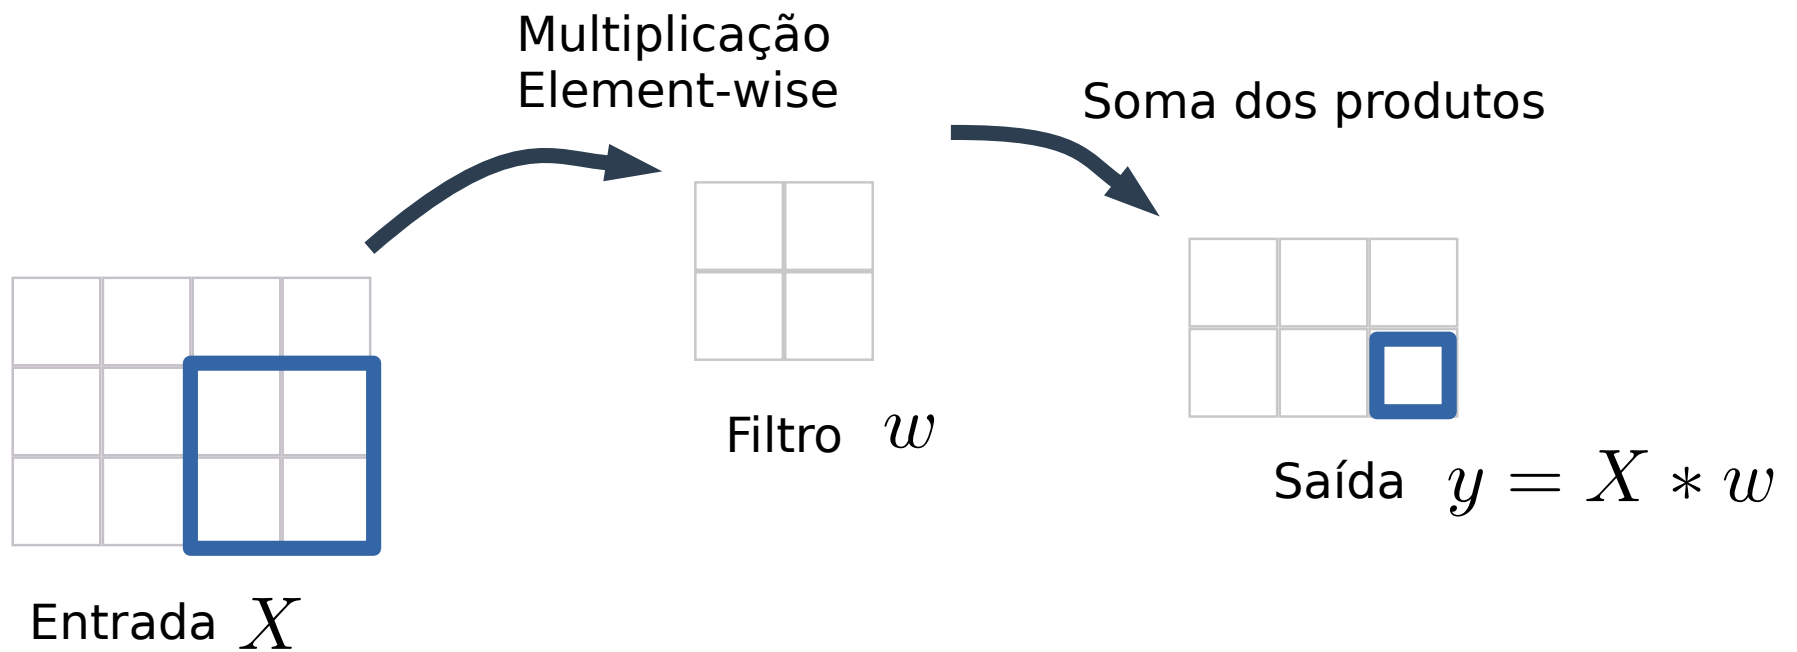 Multiplicação
Element-wise
Soma dos produtos
Filtro w
Saída y = X * w
Entrada X